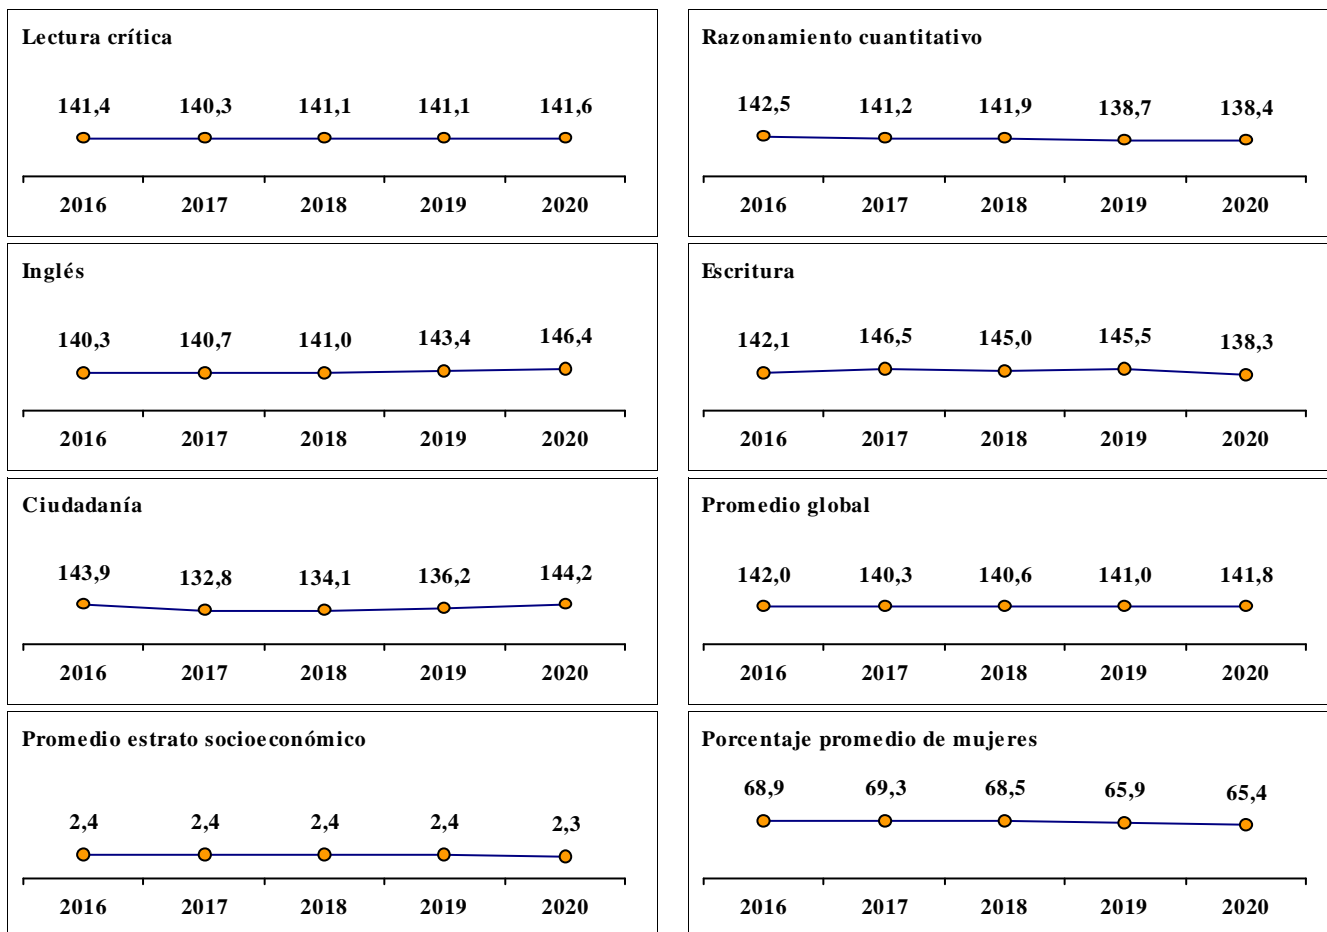 Lectura crítica
141,4 140,3 141,1 141,1 141,6
2016 2017 2018 2019 2020
Razonamiento cuantitativo
142,5 141,2 141,9 138,7 138,4
2016 2017 2018 2019 2020
Inglés
140,3 140,7 141,0 143,4 146,4
2016 2017 2018 2019 2020
Escritura
142,1 146,5 145,0 145,5 138,3
2016 2017 2018 2019 2020
Ciudadanía
143,9 132,8 134,1 136,2 144,2
2016 2017 2018 2019 2020
Promedio global
142,0 140,3 140,6 141,0 141,8
2016 2017 2018 2019 2020
Promedio estrato socioeconómico
2,4 2,4 2,4 2,4 2,3
2016 2017 2018 2019 2020
Porcentaje promedio de mujeres
68,9 69,3 68,5 65,9 65,4
2016 2017 2018 2019 2020